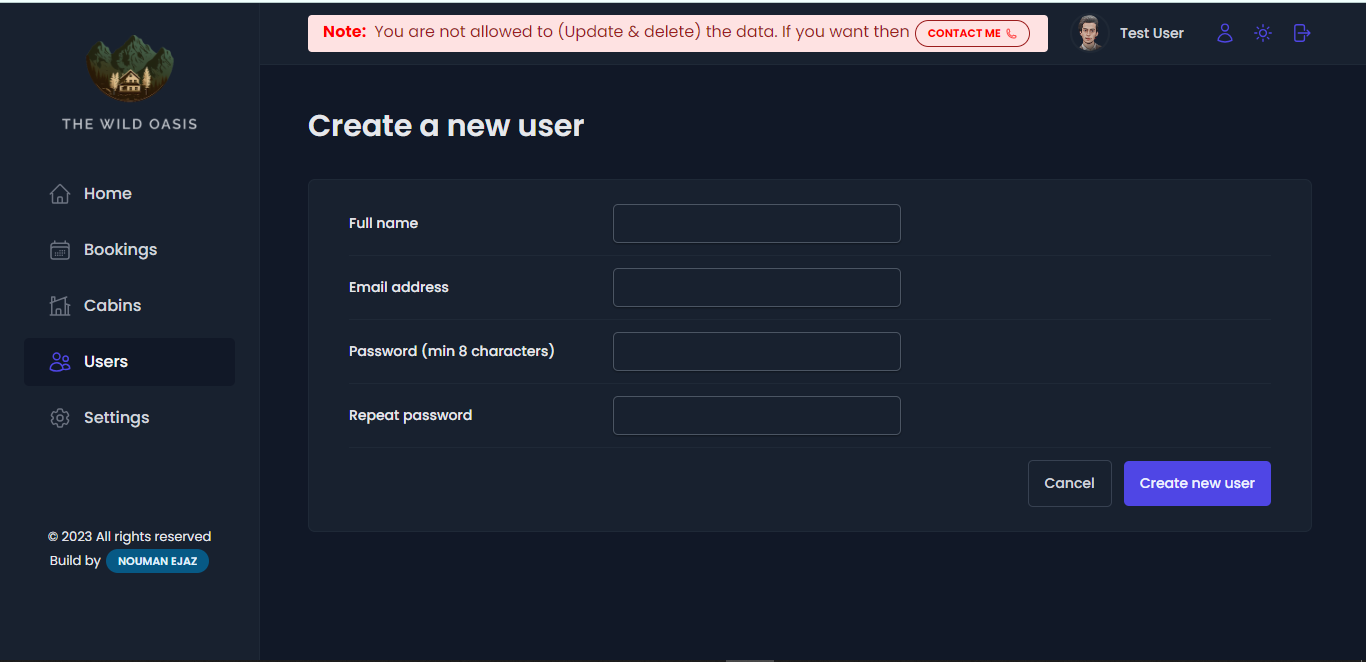 Note: You are not allowed to (Update & delete) the data. If you want then CONTACT ME
Test User
THE WILD OASIS
Home
Bookings
Cabins
Users
Settings
© 2023 All rights reserved
Build by NOUMAN EJAZ
Create a new user
Full name
Email address
Password (min 8 characters)
Repeat password
Cancel
Create new user